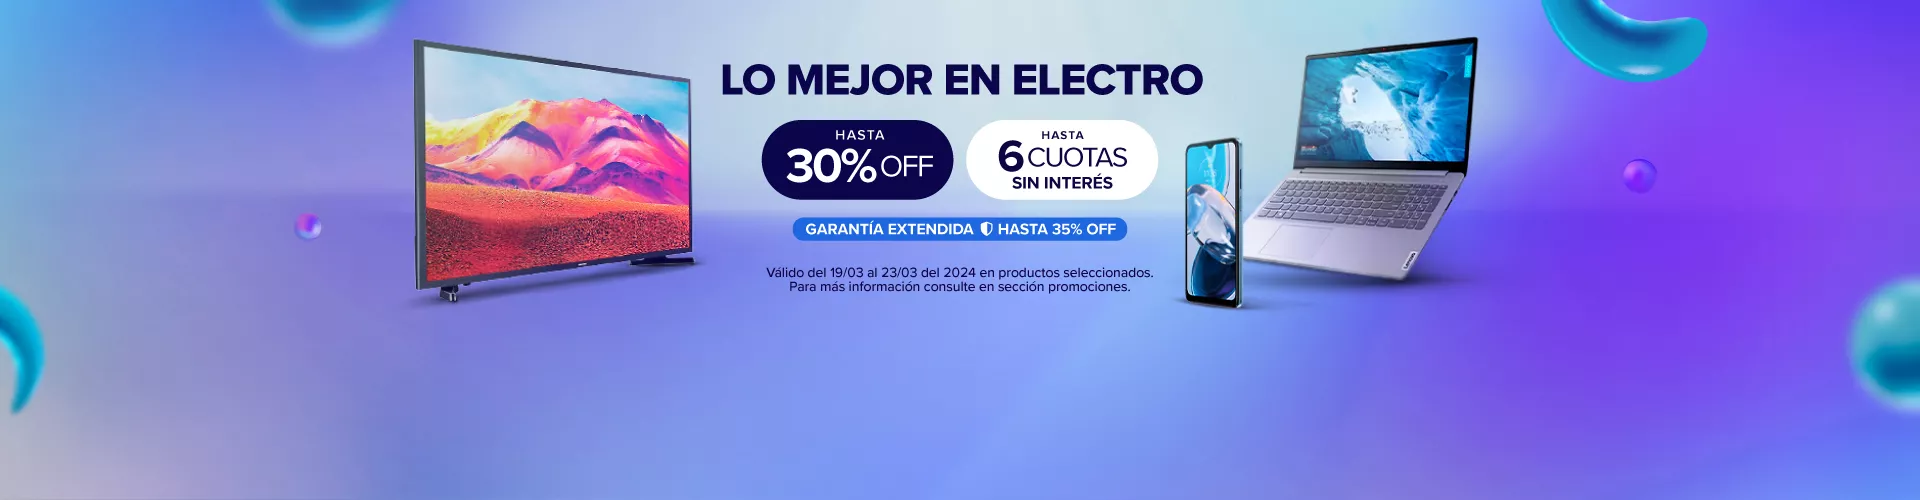 LO MEJOR EN ELECTRO
HASTA
30% OFF
HASTA
6 CUOTAS
SIN INTERÉS
GARANTÍA EXTENDIDA HASTA 35% OFF
Válido del 19/03 al 23/03 del 2024 en productos seleccionados.
Para más información consulte en sección promociones.
Lenovo